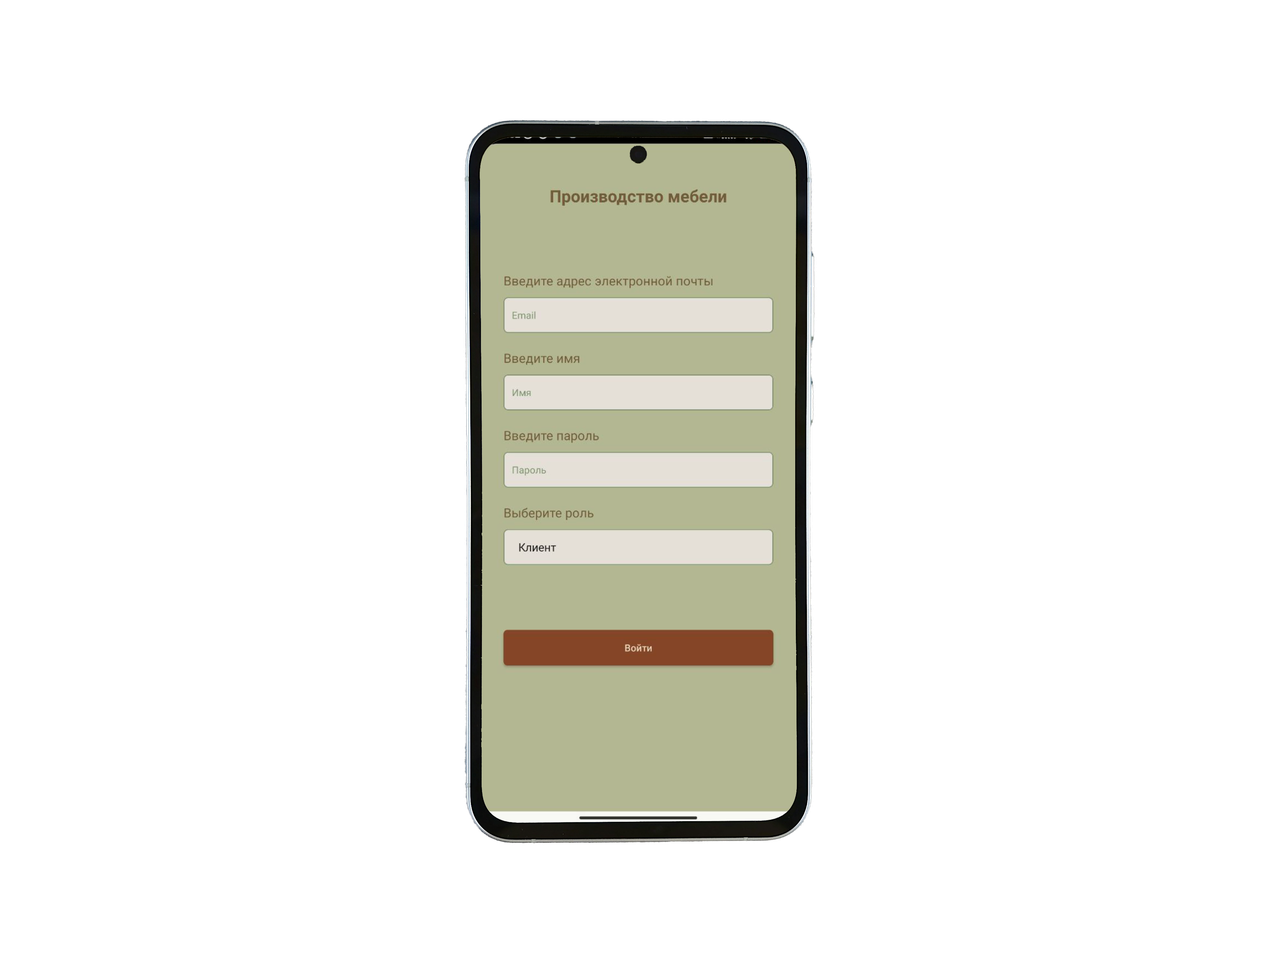 Производство мебели
Введите адрес электронной почты
Email
Введите имя
Имя
Введите пароль
Пароль
Выберите роль
Клиент
Войти